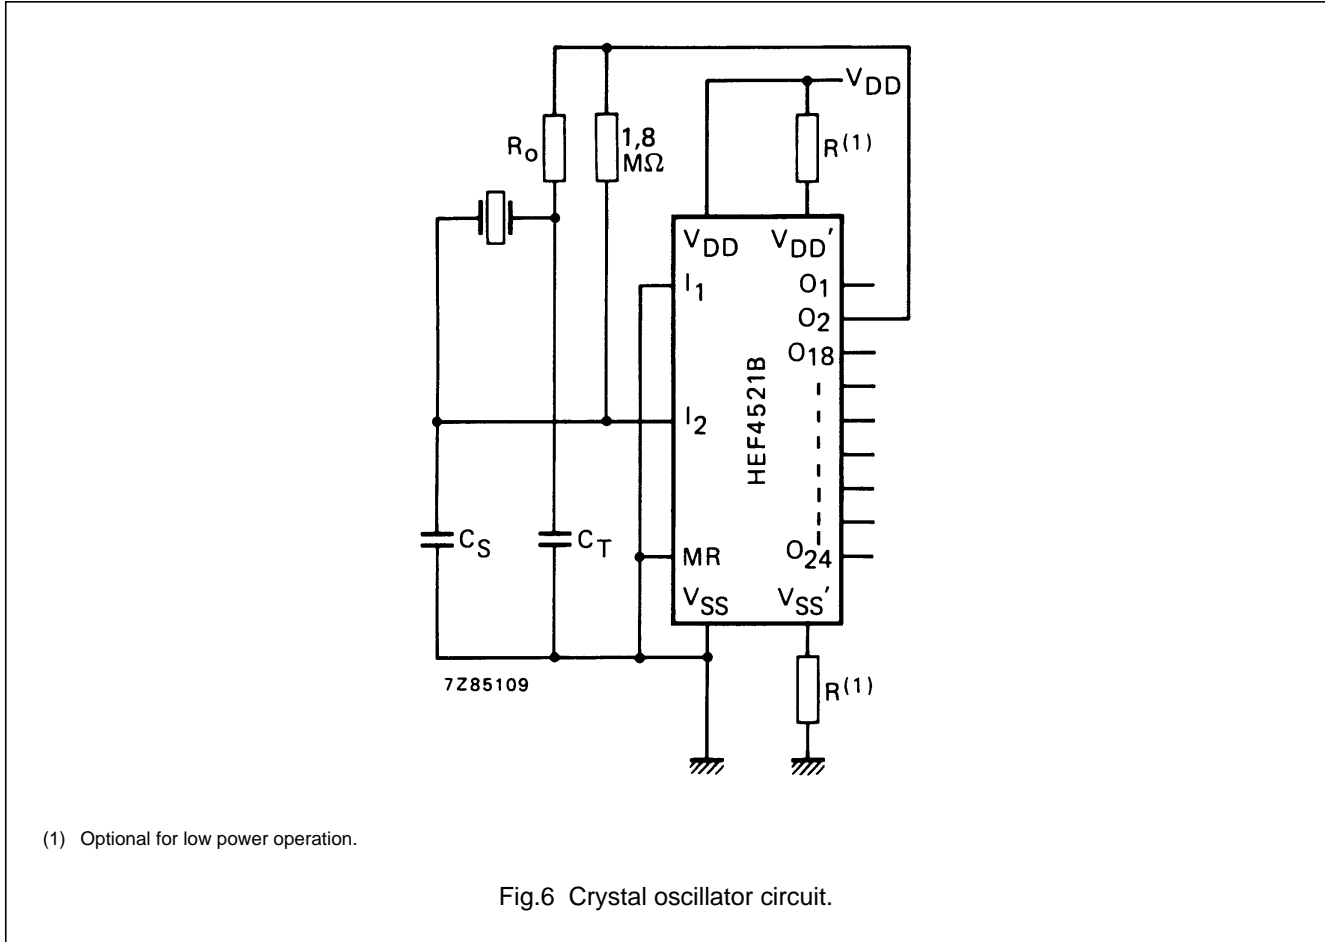 V_DD
R_o
1,8
MΩ
R(1)
V_DD
V_DD'
I_1
O_1
O_2
O_18
HEF4521B
I_2
C_S
C_T
MR
O_24
V_SS
V_SS'
7Z85109
R(1)
(1) Optional for low power operation.
Fig.6 Crystal oscillator circuit.